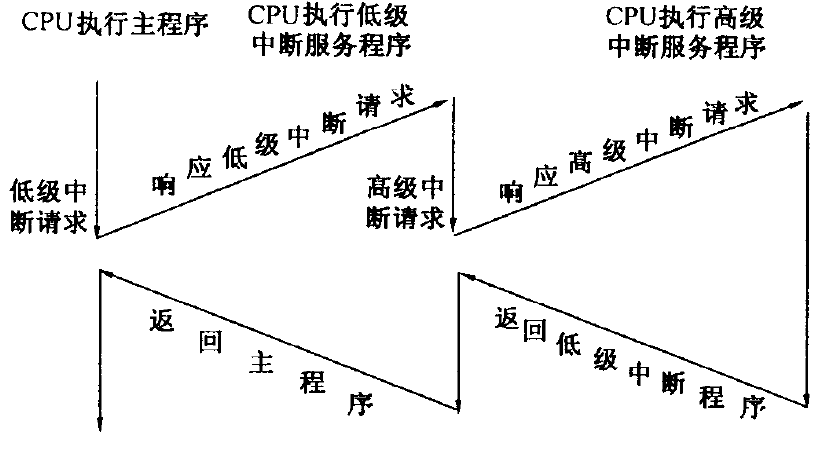 CPU执行主程序
CPU执行低级
中断服务程序
CPU执行高级
中断服务程序
响应低级中断请求
响应高级中断请求
低级中
断请求
高级中
断请求
返回主程序
返回低级中断程序